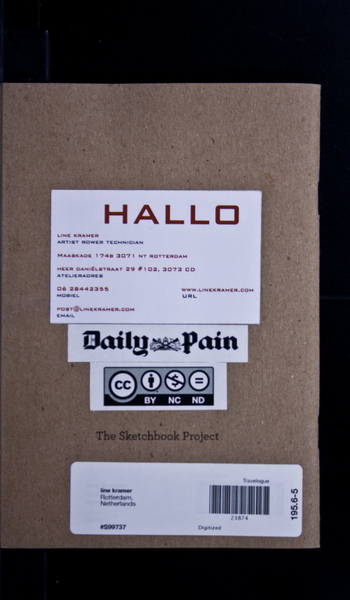 HALLO
LINE KRAMER
ARTIST ROWER TECHNICIAN
MAASKADE 174B 3071 NT ROTTERDAM
HEER DANIËLSTRAAT 29 #102, 3073 CD
ATELIERADRES
06 28442355
MOBIEL
WWW.LINEKRAMER.COM
URL
POST@LINEKRAMER.COM
EMAIL
Daily Pain
CC
BY NC ND
The Sketchbook Project
Travelogue
line kramer
Rotterdam,
Netherlands
21874
#S99737
Digitized
195.6-5